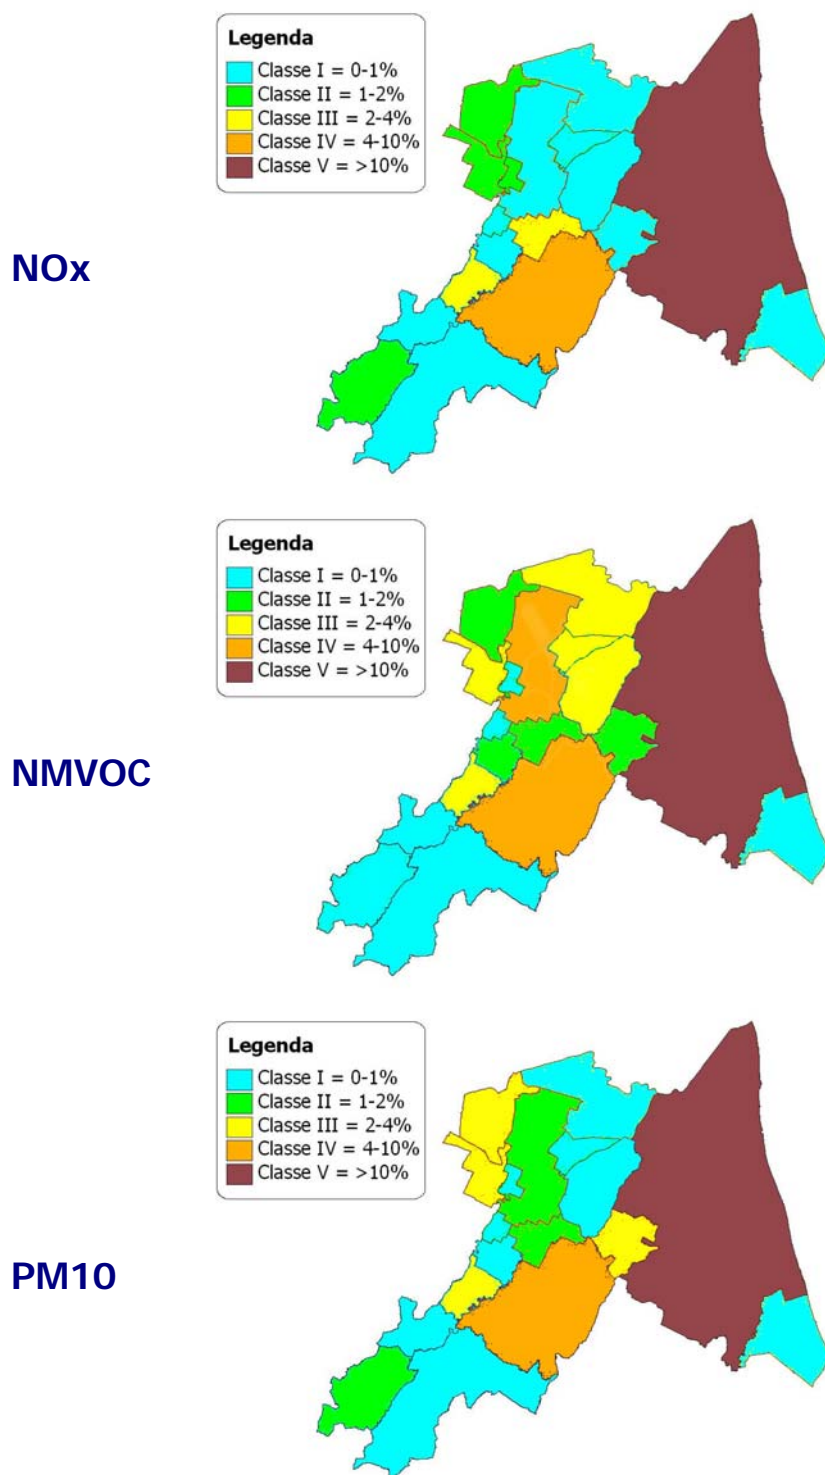 Legenda
Classe I = 0-1%
Classe II = 1-2%
Classe III = 2-4%
Classe IV = 4-10%
Classe V = >10%
NOx
Legenda
Classe I = 0-1%
Classe II = 1-2%
Classe III = 2-4%
Classe IV = 4-10%
Classe V = >10%
NMVOC
Legenda
Classe I = 0-1%
Classe II = 1-2%
Classe III = 2-4%
Classe IV = 4-10%
Classe V = >10%
PM10